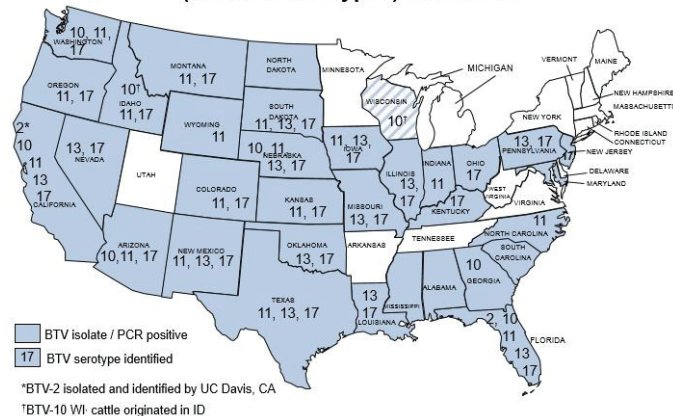 WASHINGTON
10, 11,
17
MONTANA
11, 17
NORTH
DAKOTA
MINNESOTA
MICHIGAN
VERMONT
MAINE
OREGON
11, 17
10†
IDAHO
11, 17
WYOMING
11
SOUTH
DAKOTA
11, 13, 17
WISCONSIN
10†
NEW YORK
NEW HAMPSHIRE
MASSACHUSETTS
RHODE ISLAND
CONNECTICUT
2*
10
11
13
17
CALIFORNIA
13, 17
NEVADA
UTAH
COLORADO
11, 17
10, 11
NEBRASKA
13, 17
11, 13,
IOWA
17
ILLINOIS
13,
17
INDIANA
11
OHIO
17
13, 17
PENNSYLVANIA
17
NEW JERSEY
DELAWARE
MARYLAND
WEST
VIRGINIA
VIRGINIA
KANSAS
11, 17
MISSOURI
13, 17
17
KENTUCKY
ARIZONA
10, 11, 17
NEW MEXICO
11, 13, 17
OKLAHOMA
13, 17
ARKANSAS
TENNESSEE
11
NORTH CAROLINA
SOUTH
CAROLINA
TEXAS
11, 13, 17
13
17
LOUISIANA
MISSISSIPPI
ALABAMA
10
GEORGIA
2, 10
11
13
17
FLORIDA
BTV isolate / PCR positive
17 BTV serotype identified
*BTV-2 isolated and identified by UC Davis, CA
†BTV-10 WI- cattle originated in ID